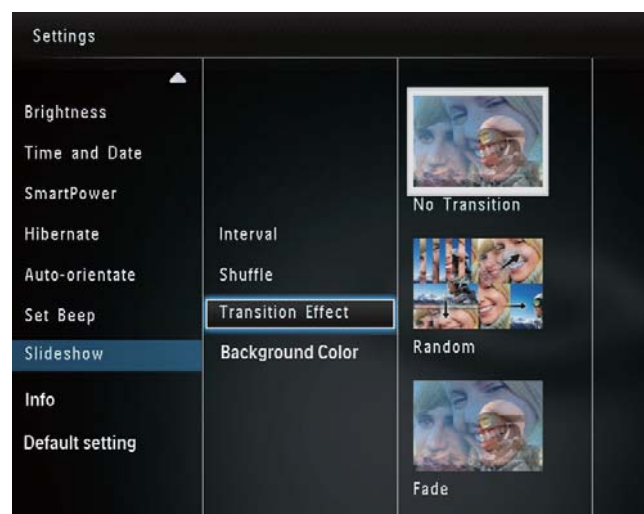 Settings
Brightness
Time and Date
SmartPower
Hibernate
Auto-orientate
Set Beep
Slideshow
Info
Default setting
Interval
Shuffle
Transition Effect
Background Color
No Transition
Random
Fade